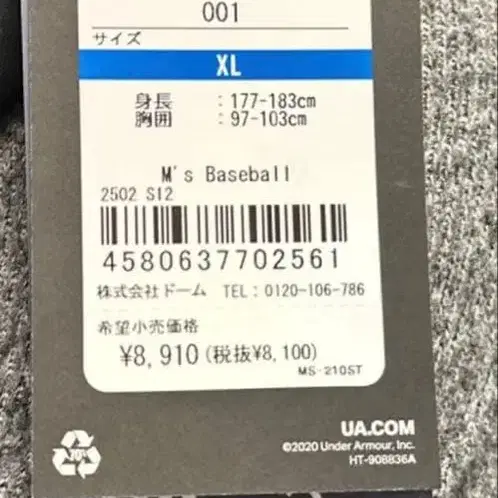 001
サイズ
XL
身長 :177-183cm
胸囲 :97-103cm
M's Baseball
2502 S12
4580637702561
株式会社ドーム TEL:0120-106-786
希望小売価格
¥8,910(税抜¥8,100)
MS-210ST
UA.COM
©2020 Under Armour, Inc.
HT-908836A